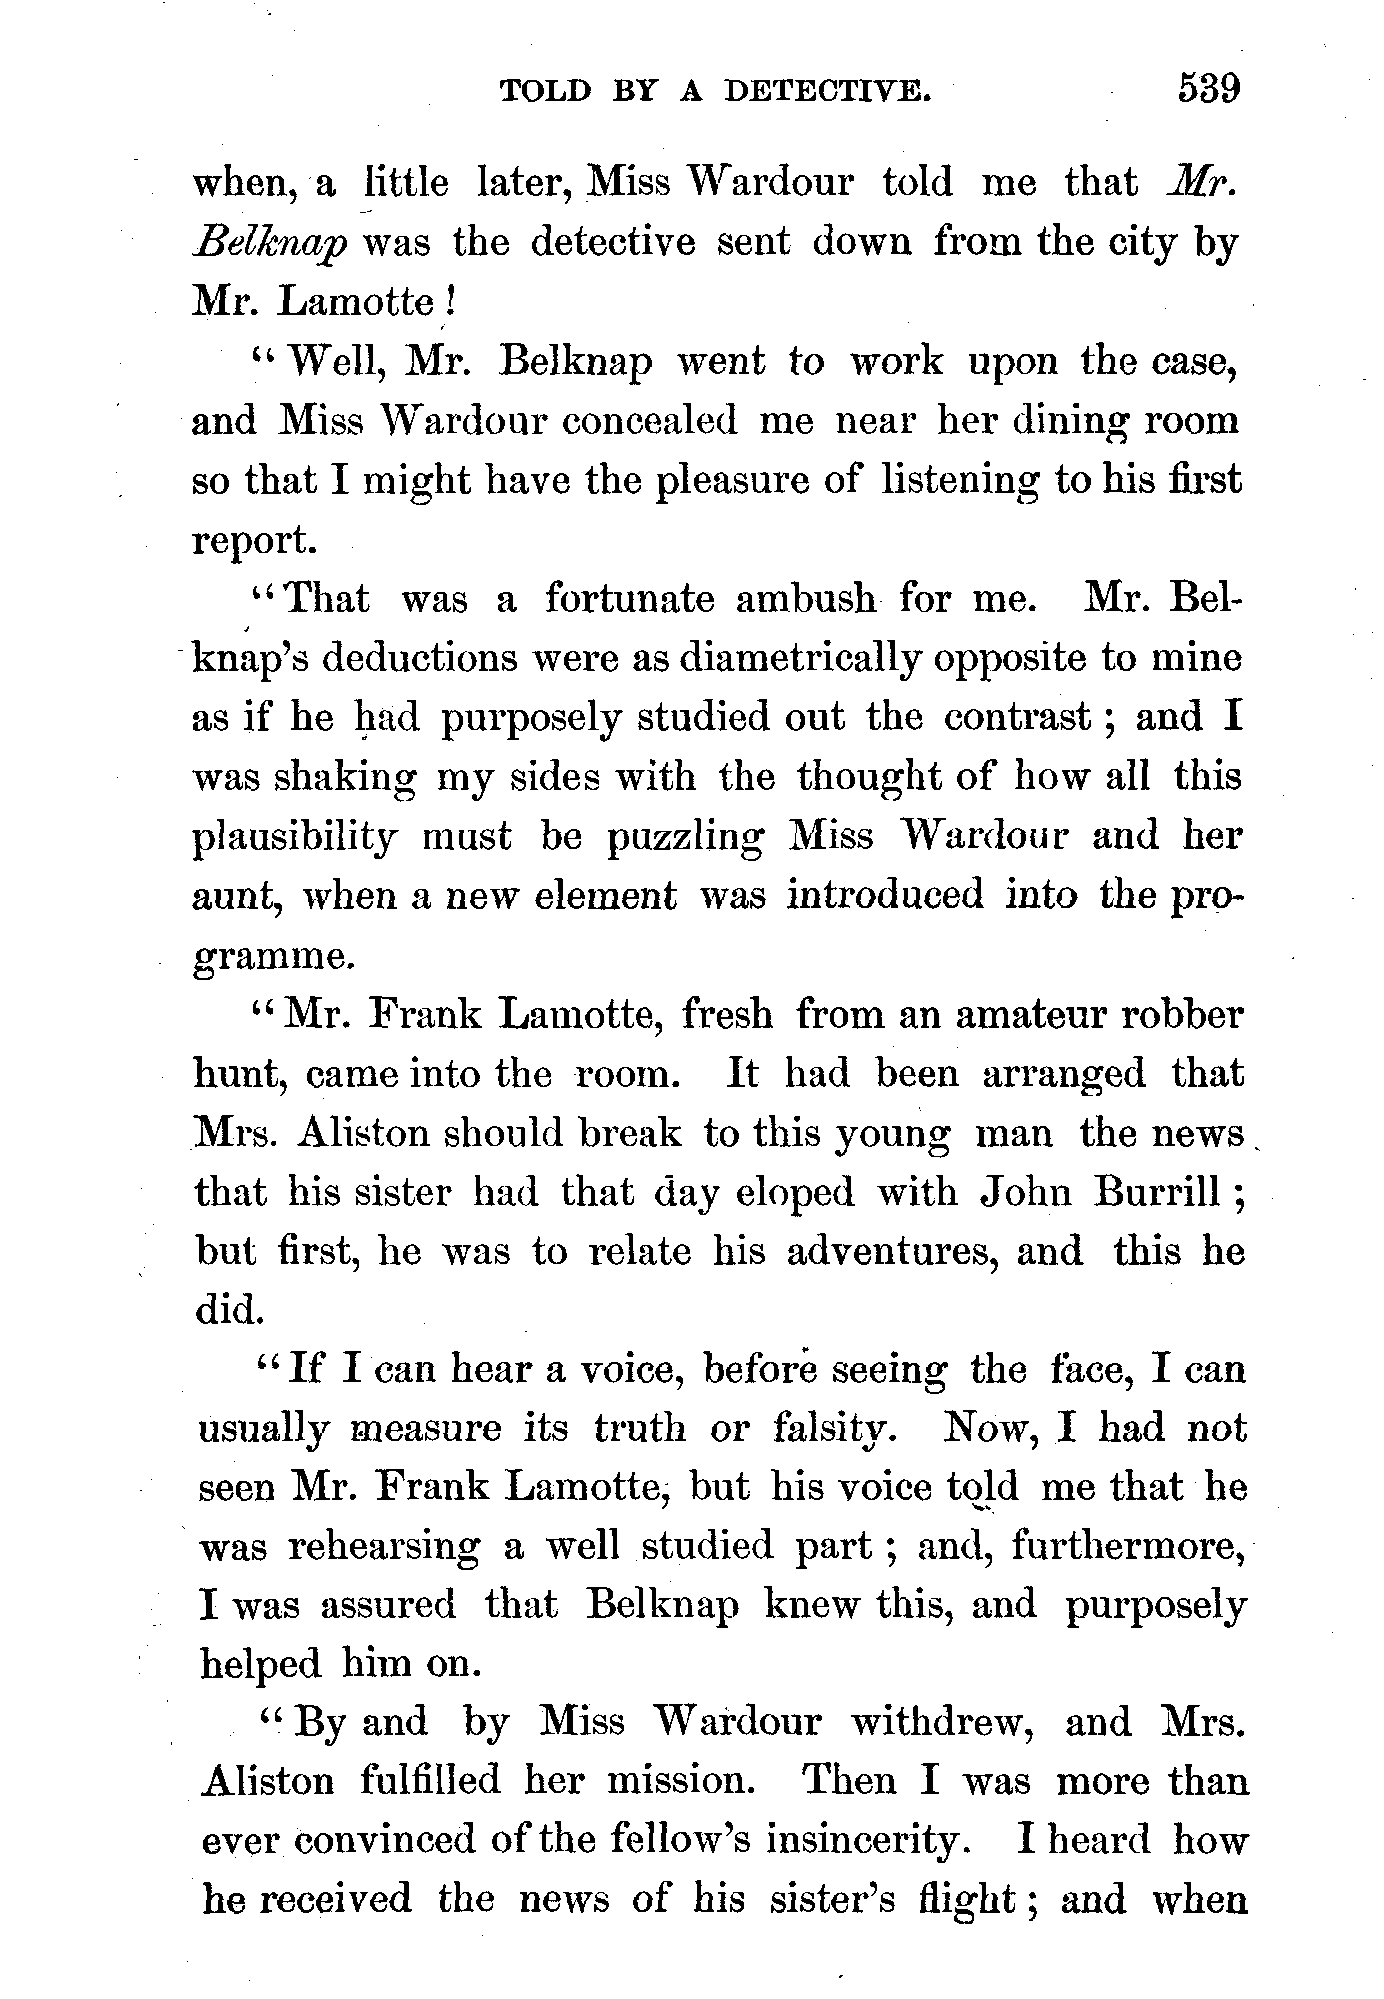 TOLD BY A DETECTIVE. 539
when, a little later, Miss Wardour told me that Mr.
Belknap was the detective sent down from the city by
Mr. Lamotte !
“ Well, Mr. Belknap went to work upon the case,
and Miss Wardour concealed me near her dining room
so that I might have the pleasure of listening to his first
report.
“ That was a fortunate ambush for me. Mr. Bel-
knap’s deductions were as diametrically opposite to mine
as if he had purposely studied out the contrast ; and I
was shaking my sides with the thought of how all this
plausibility must be puzzling Miss Wardour and her
aunt, when a new element was introduced into the pro-
gramme.
“ Mr. Frank Lamotte, fresh from an amateur robber
hunt, came into the room. It had been arranged that
Mrs. Aliston should break to this young man the news
that his sister had that day eloped with John Burrill ;
but first, he was to relate his adventures, and this he
did.
“ If I can hear a voice, before seeing the face, I can
usually measure its truth or falsity. Now, I had not
seen Mr. Frank Lamotte, but his voice told me that he
was rehearsing a well studied part ; and, furthermore,
I was assured that Belknap knew this, and purposely
helped him on.
“ By and by Miss Wardour withdrew, and Mrs.
Aliston fulfilled her mission. Then I was more than
ever convinced of the fellow’s insincerity. I heard how
he received the news of his sister’s flight ; and when